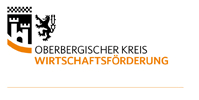 OBERBERGISCHER KREIS
WIRTSCHAFTSFÖRDERUNG